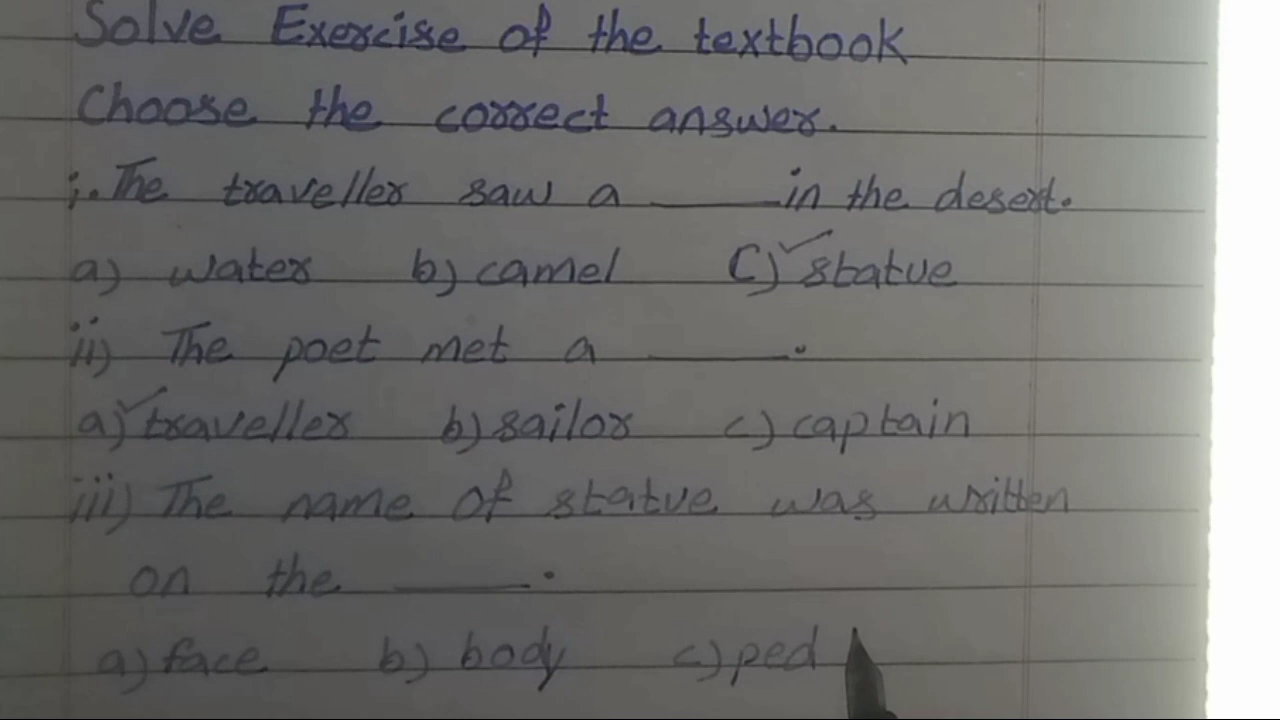 Solve Exercise of the textbook
Choose the correct answer.
i. The traveller saw a ______ in the desert.
a) water b) camel c) ✓statue
ii) The poet met a ______.
a) ✓traveller b) sailor c) captain
iii) The name of statue was written
on the ______.
a) face b) body c) ped